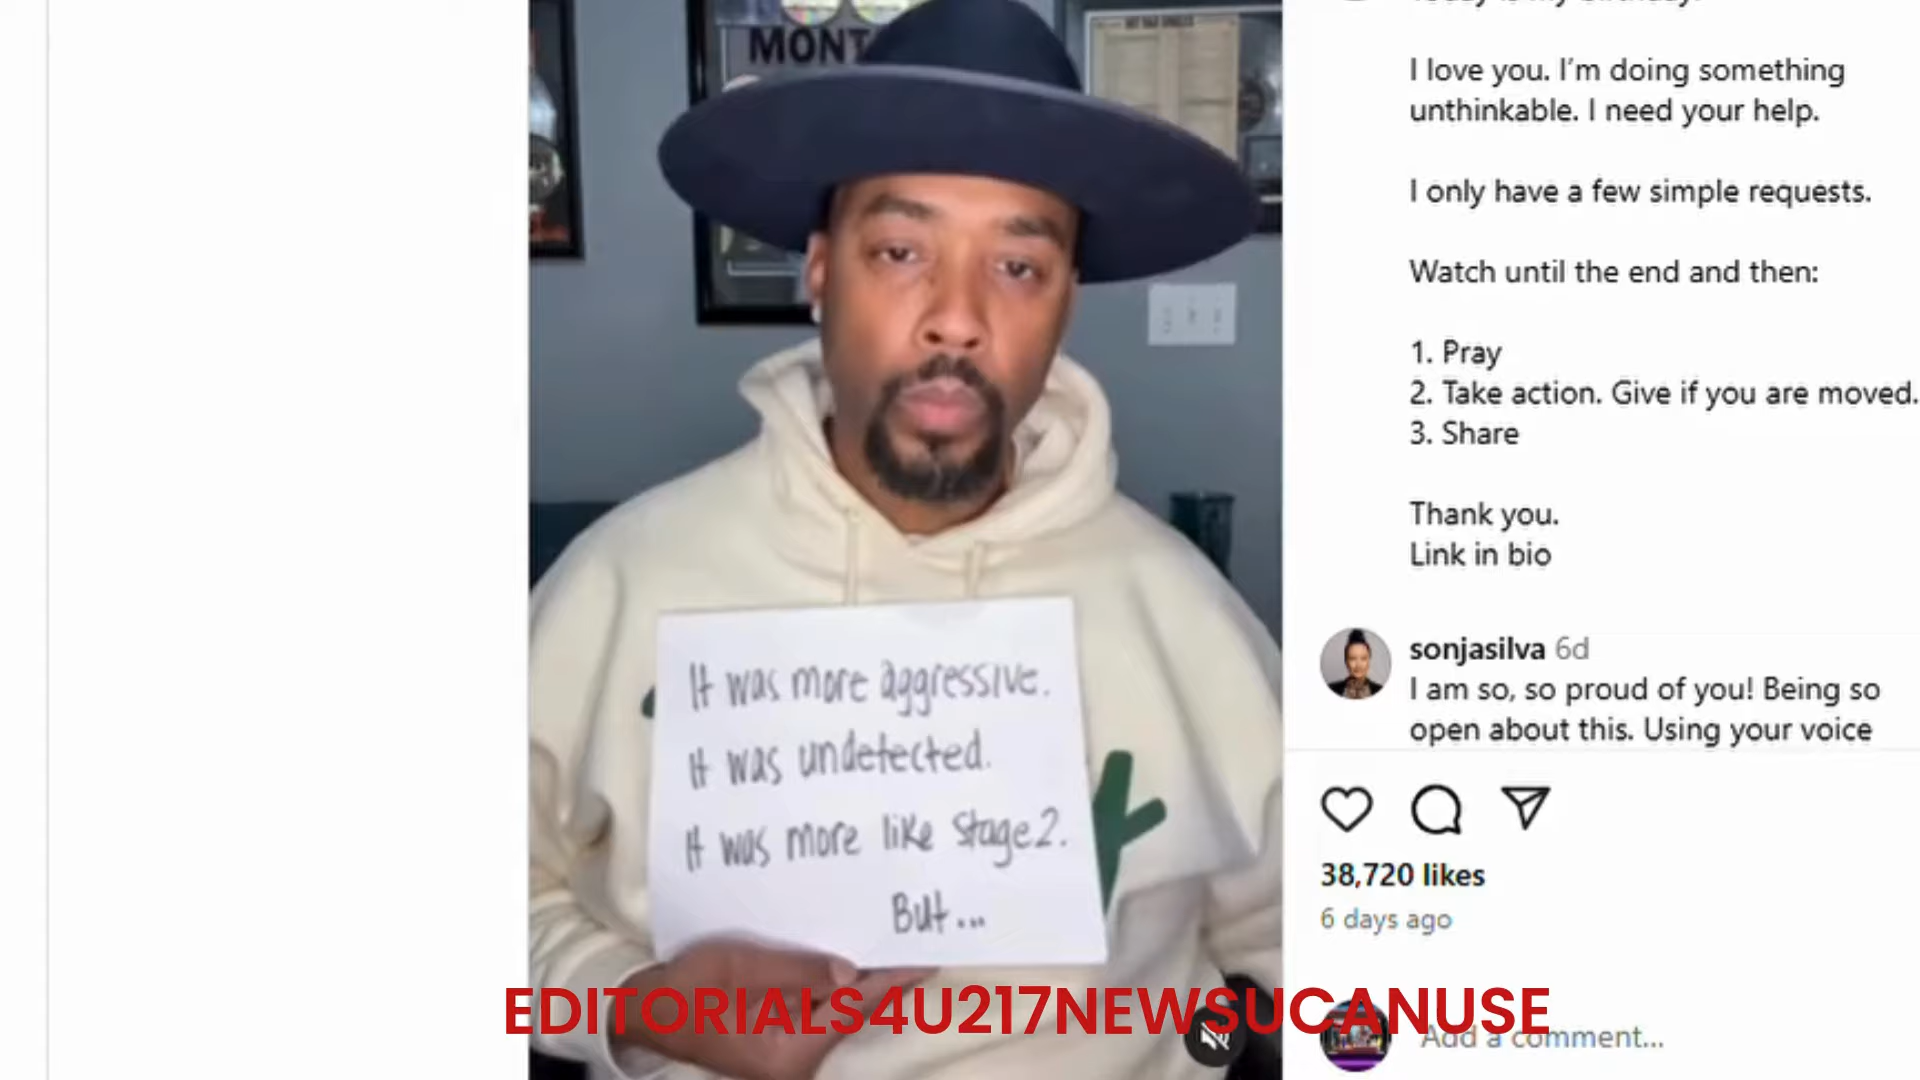 MONT
I love you. I'm doing something
unthinkable. I need your help.
I only have a few simple requests.
Watch until the end and then:
1. Pray
2. Take action. Give if you are moved.
3. Share
Thank you.
Link in bio
It was more aggressive.
It was undetected.
It was more like stage 2.
But...
sonjasilva 6d
I am so, so proud of you! Being so
open about this. Using your voice
38,720 likes
6 days ago
Add a comment...
EDITORIALS4U217NEWSUCANUSE